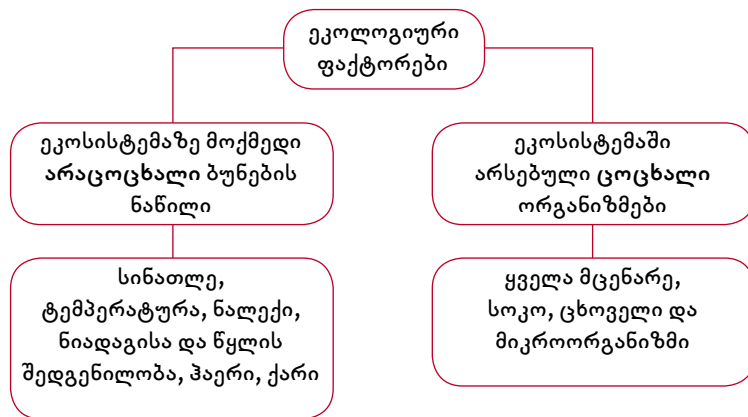 ეკოლოგიური
ფაქტორები
ეკოსისტემაზე მოქმედი
არაცოცხალი ბუნების
ნაწილი
ეკოსისტემაში
არსებული ცოცხალი
ორგანიზმები
სინათლე,
ტემპერატურა, ნალექი,
ნიადაგისა და წყლის
შედგენილობა, ჰაერი, ქარი
ყველა მცენარე,
სოკო, ცხოველი და
მიკროორგანიზმი